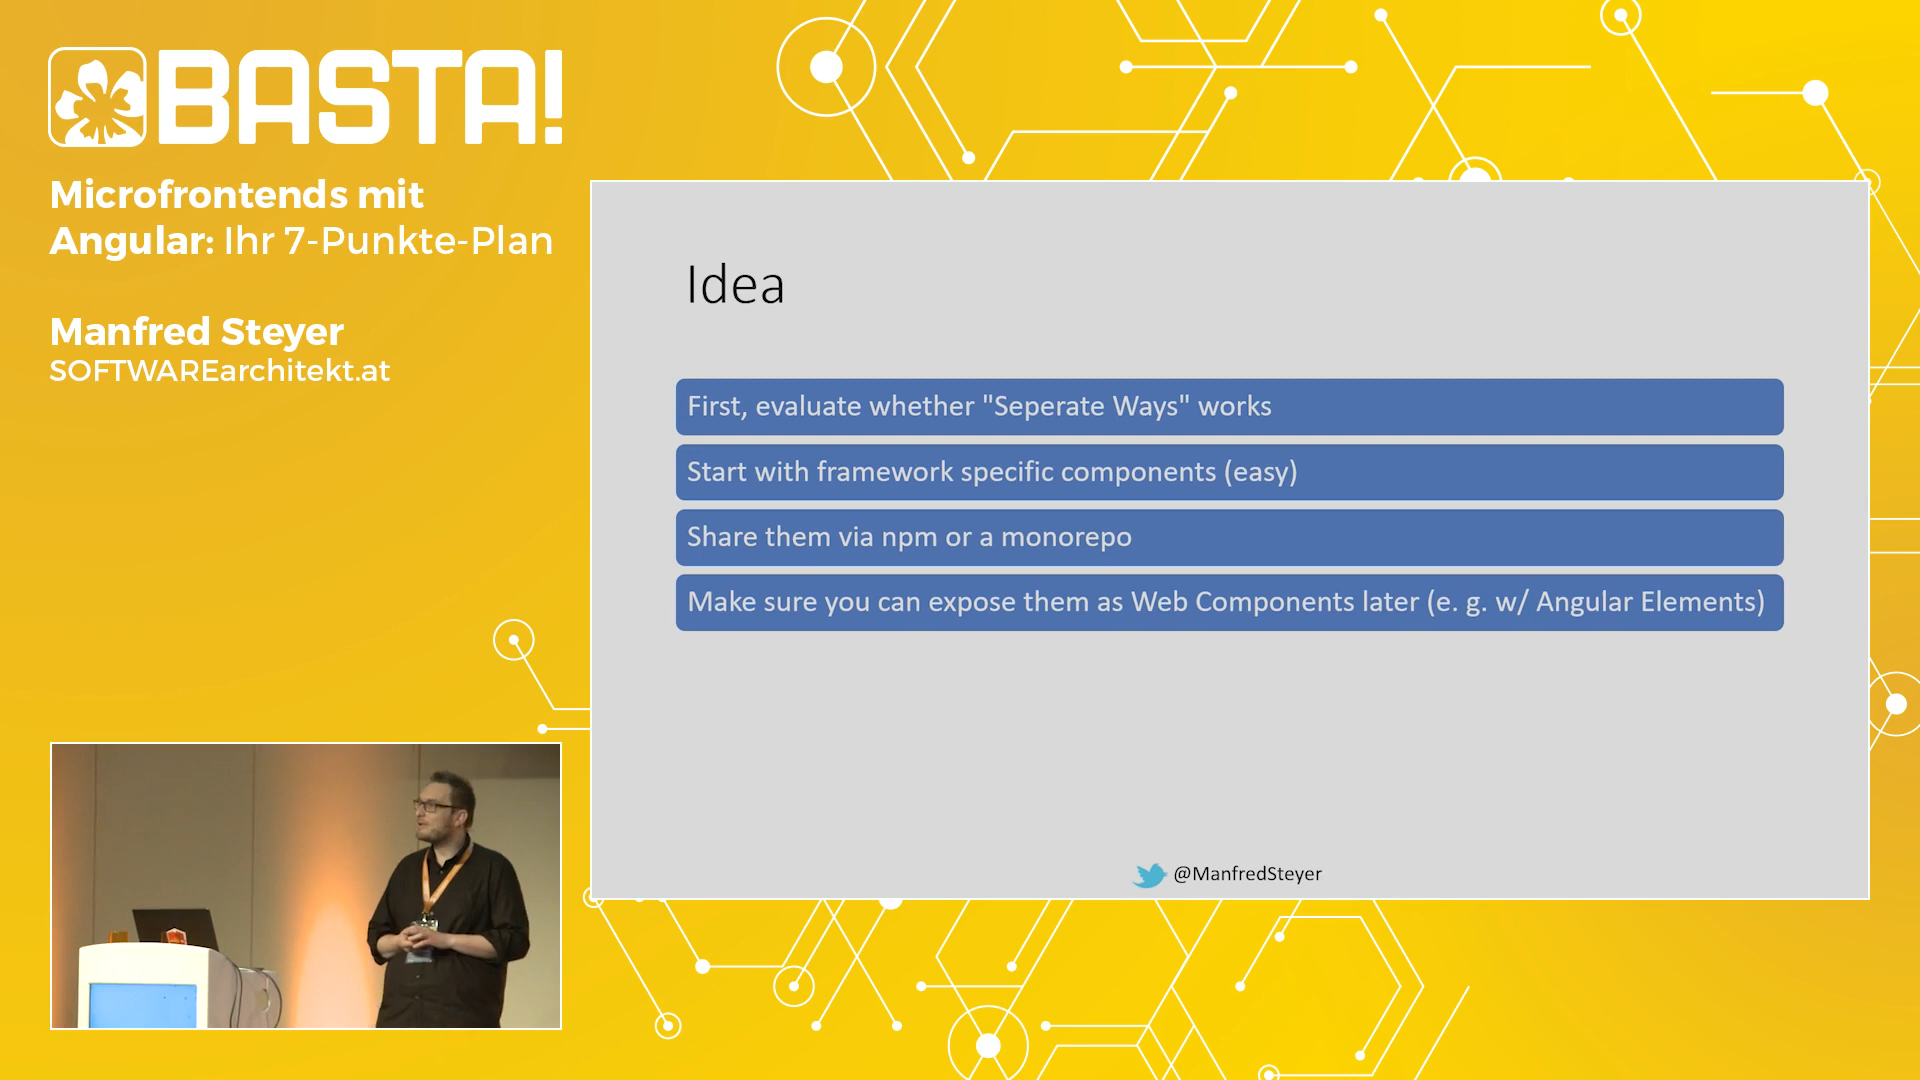 BASTA!
Microfrontends mit
Angular: Ihr 7-Punkte-Plan
Manfred Steyer
SOFTWAREarchitekt.at
Idea
First, evaluate whether "Seperate Ways" works
Start with framework specific components (easy)
Share them via npm or a monorepo
Make sure you can expose them as Web Components later (e. g. w/ Angular Elements)
@ManfredSteyer